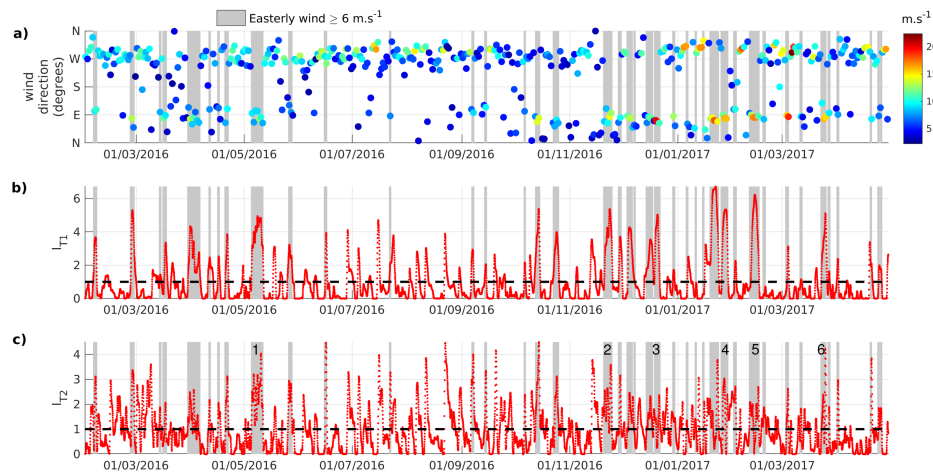 Easterly wind ≥ 6 m.s⁻¹
m.s⁻¹
a)
wind
direction
(degrees)
N
W
S
E
N
20
15
10
5
01/03/2016 01/05/2016 01/07/2016 01/09/2016 01/11/2016 01/01/2017 01/03/2017
b)
I_T1
6
4
2
0
01/03/2016 01/05/2016 01/07/2016 01/09/2016 01/11/2016 01/01/2017 01/03/2017
c)
I_T2
1 2 3 4 5 6
4
3
2
1
0
01/03/2016 01/05/2016 01/07/2016 01/09/2016 01/11/2016 01/01/2017 01/03/2017